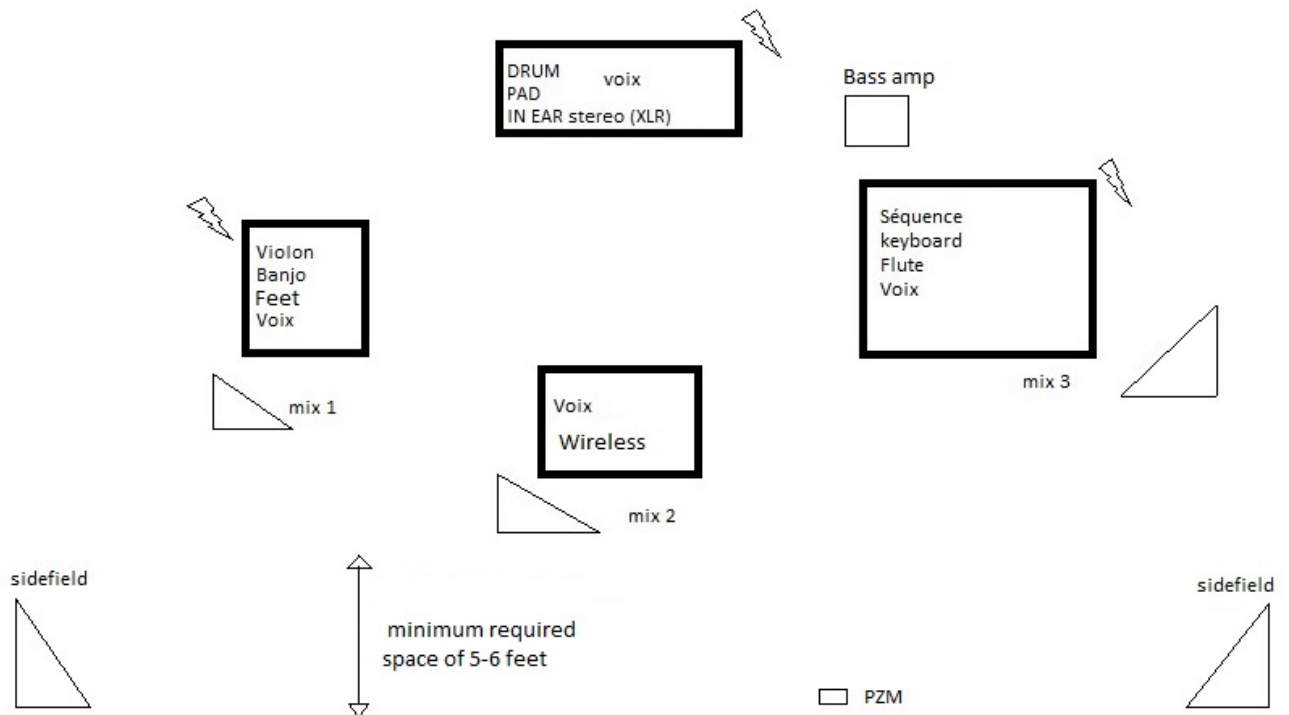 DRUM voix
PAD
IN EAR stereo (XLR)
Bass amp
Violon
Banjo
Feet
Voix
Séquence
keyboard
Flute
Voix
mix 1
Voix
Wireless
mix 3
mix 2
sidefield
sidefield
minimum required
space of 5-6 feet
PZM